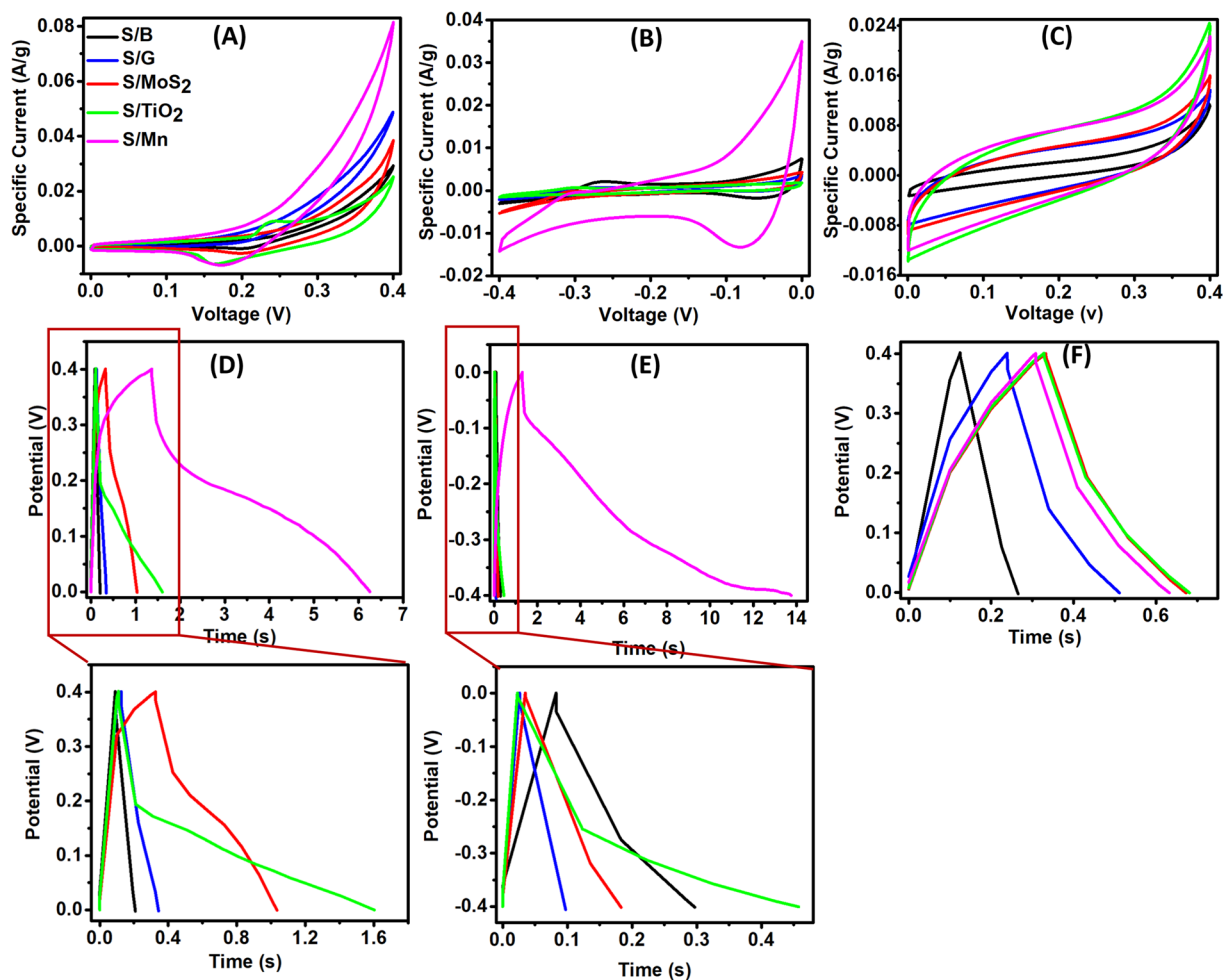 (A)
S/B
S/G
S/MoS2
S/TiO2
S/Mn
Specific Current (A/g)
0.08
0.06
0.04
0.02
0.00
0.0 0.1 0.2 0.3 0.4
Voltage (V)
(B)
Specific Current (A/g)
0.04
0.03
0.02
0.01
0.00
-0.01
-0.02
-0.4 -0.3 -0.2 -0.1 0.0
Voltage (V)
(C)
Specific Current (A/g)
0.024
0.016
0.008
0.000
-0.008
-0.016
0.0 0.1 0.2 0.3 0.4
Voltage (v)
(D)
Potential (V)
0.4
0.3
0.2
0.1
0.0
0 1 2 3 4 5 6 7
Time (s)
(E)
Potential (V)
0.0
-0.1
-0.2
-0.3
-0.4
0 2 4 6 8 10 12 14
Time (s)
(F)
Potential (V)
0.4
0.3
0.2
0.1
0.0
0.0 0.2 0.4 0.6
Time (s)
Potential (V)
0.4
0.3
0.2
0.1
0.0
0.0 0.4 0.8 1.2 1.6
Time (s)
Potential (V)
0.0
-0.1
-0.2
-0.3
-0.4
0.0 0.1 0.2 0.3 0.4
Time (s)